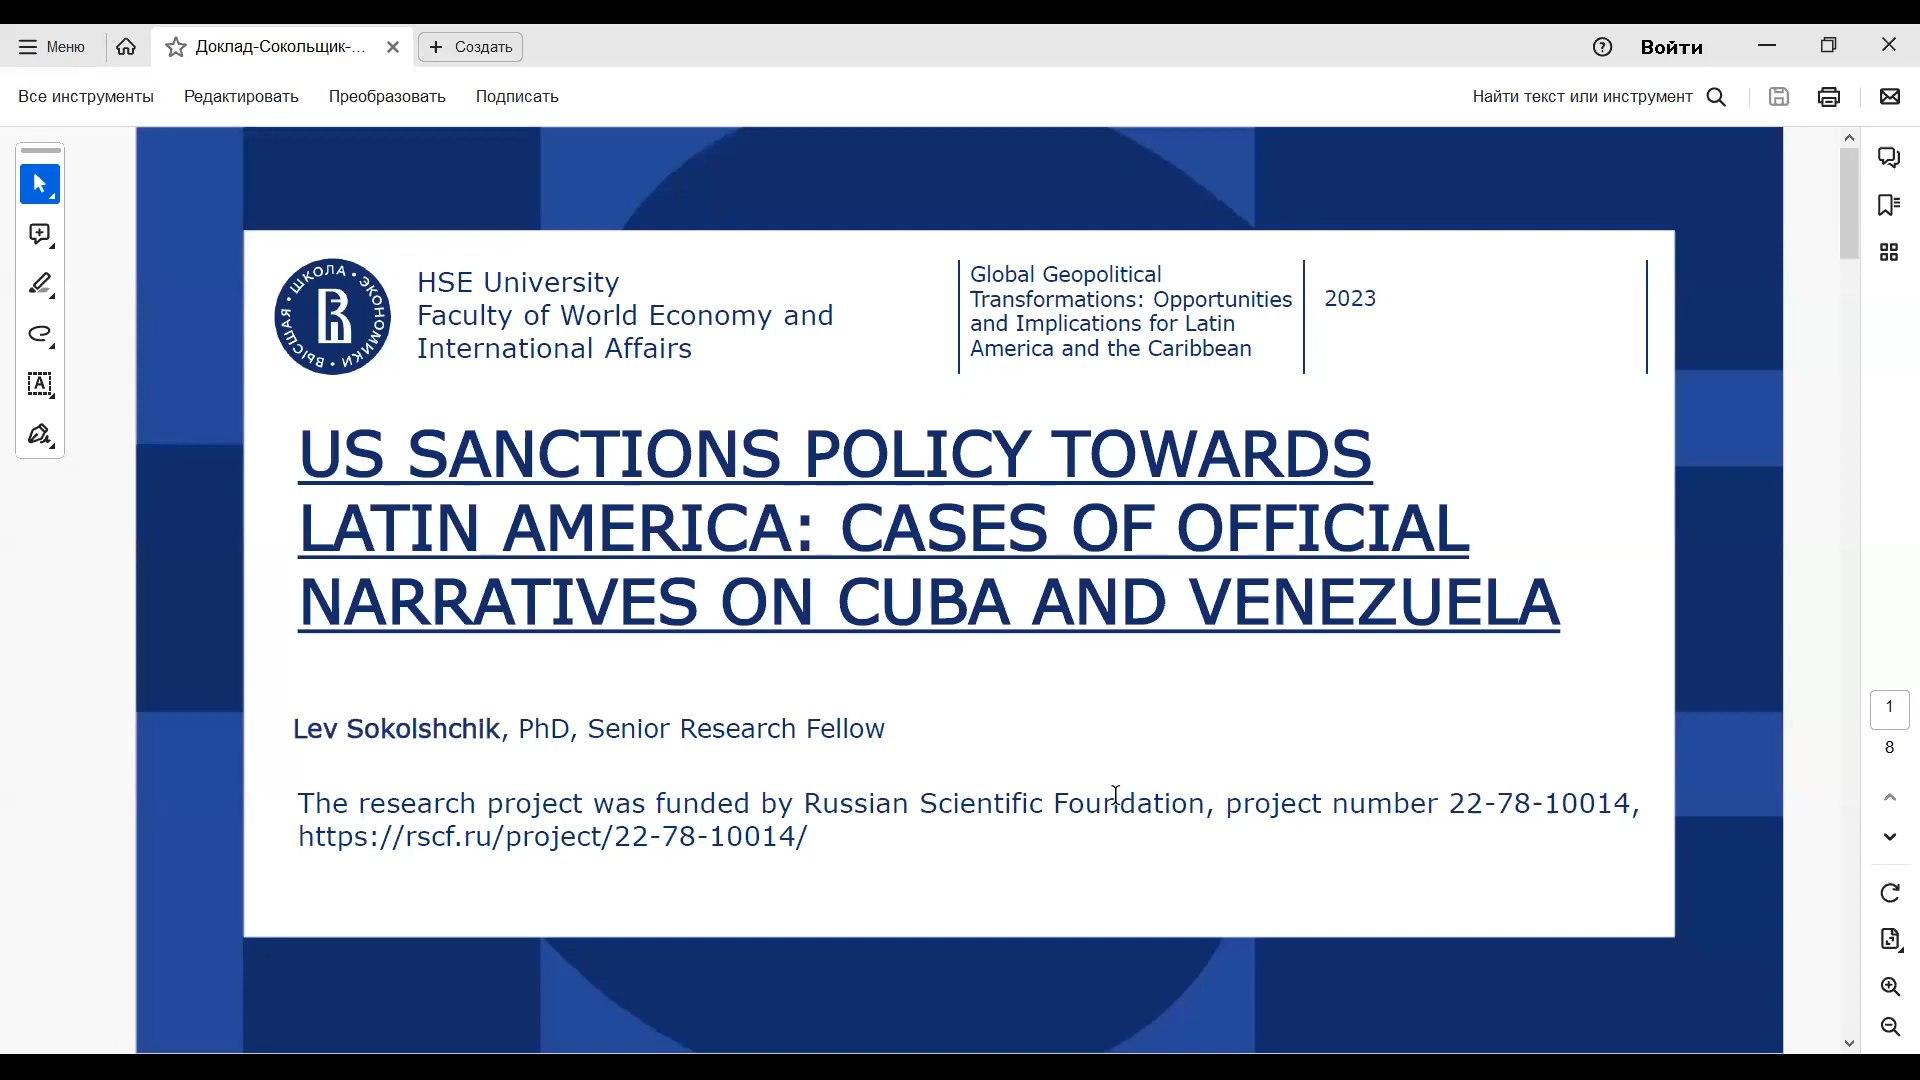 Меню
Доклад-Сокольщик-...
Создать
Войти
Все инструменты
Редактировать
Преобразовать
Подписать
Найти текст или инструмент
ВЫСШАЯ • ШКОЛА • ЭКОНОМИКИ •
HSE University
Faculty of World Economy and
International Affairs
Global Geopolitical
Transformations: Opportunities
and Implications for Latin
America and the Caribbean
2023
US SANCTIONS POLICY TOWARDS
LATIN AMERICA: CASES OF OFFICIAL
NARRATIVES ON CUBA AND VENEZUELA
Lev Sokolshchik, PhD, Senior Research Fellow
The research project was funded by Russian Scientific Foundation, project number 22-78-10014,
https://rscf.ru/project/22-78-10014/
1
8